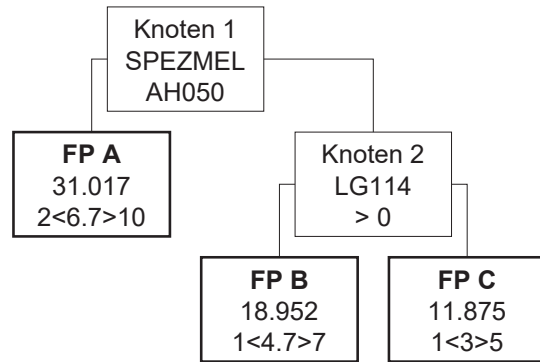 Knoten 1
SPEZMEL
AH050
FP A
31.017
2<6.7>10
Knoten 2
LG114
> 0
FP B
18.952
1<4.7>7
FP C
11.875
1<3>5